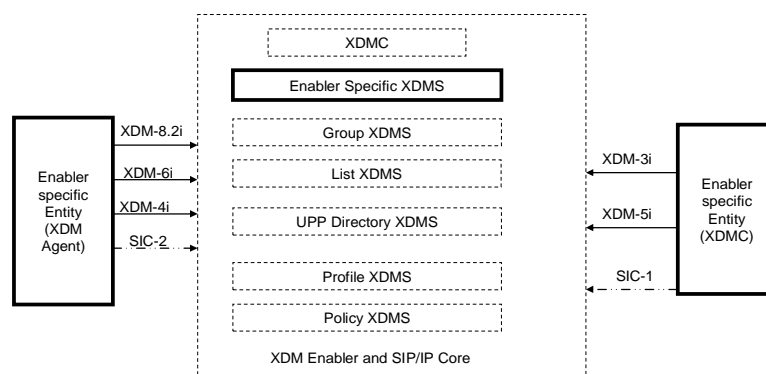 XDMC
Enabler Specific XDMS
XDM-8.2i
XDM-6i
XDM-4i
SIC-2
Enabler
specific
Entity
(XDM
Agent)
Group XDMS
List XDMS
UPP Directory XDMS
Profile XDMS
Policy XDMS
XDM-3i
XDM-5i
SIC-1
Enabler
specific
Entity
(XDMC)
XDM Enabler and SIP/IP Core